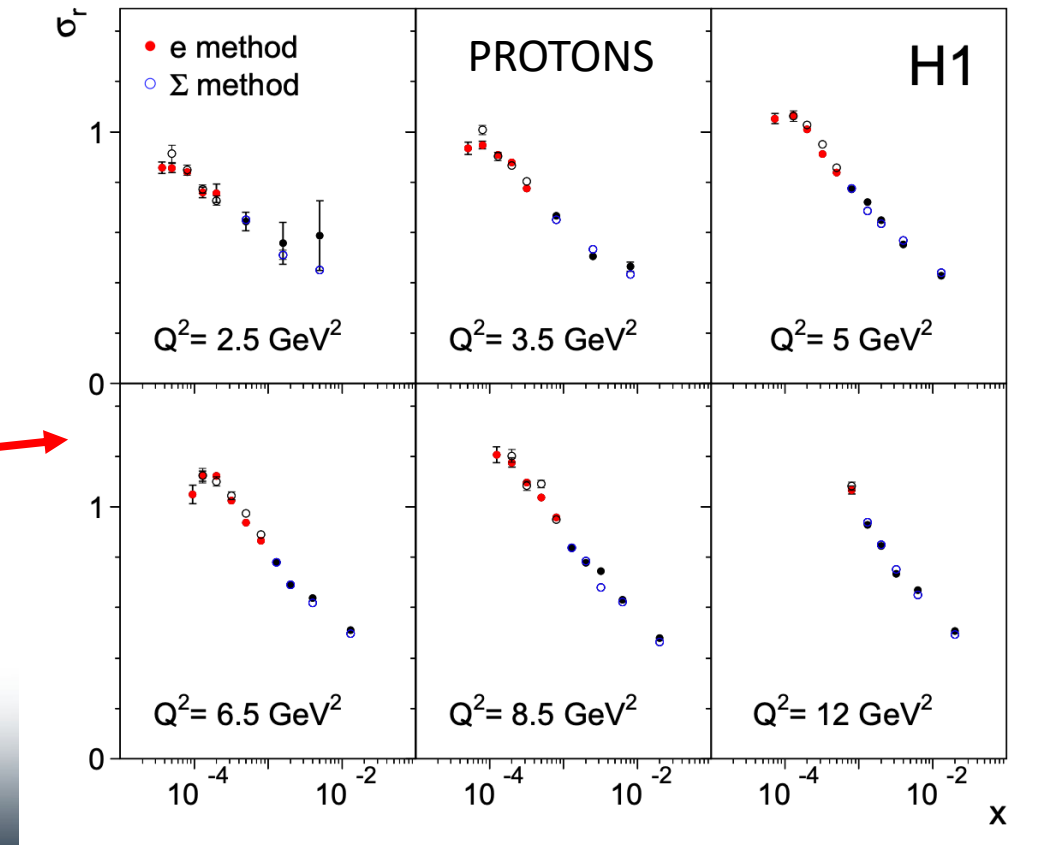 σr
e method
Σ method
PROTONS
H1
1
Q²= 2.5 GeV²
Q²= 3.5 GeV²
Q²= 5 GeV²
0
1
Q²= 6.5 GeV²
Q²= 8.5 GeV²
Q²= 12 GeV²
0
10⁻⁴ 10⁻² 10⁻⁴ 10⁻² 10⁻⁴ 10⁻²
x